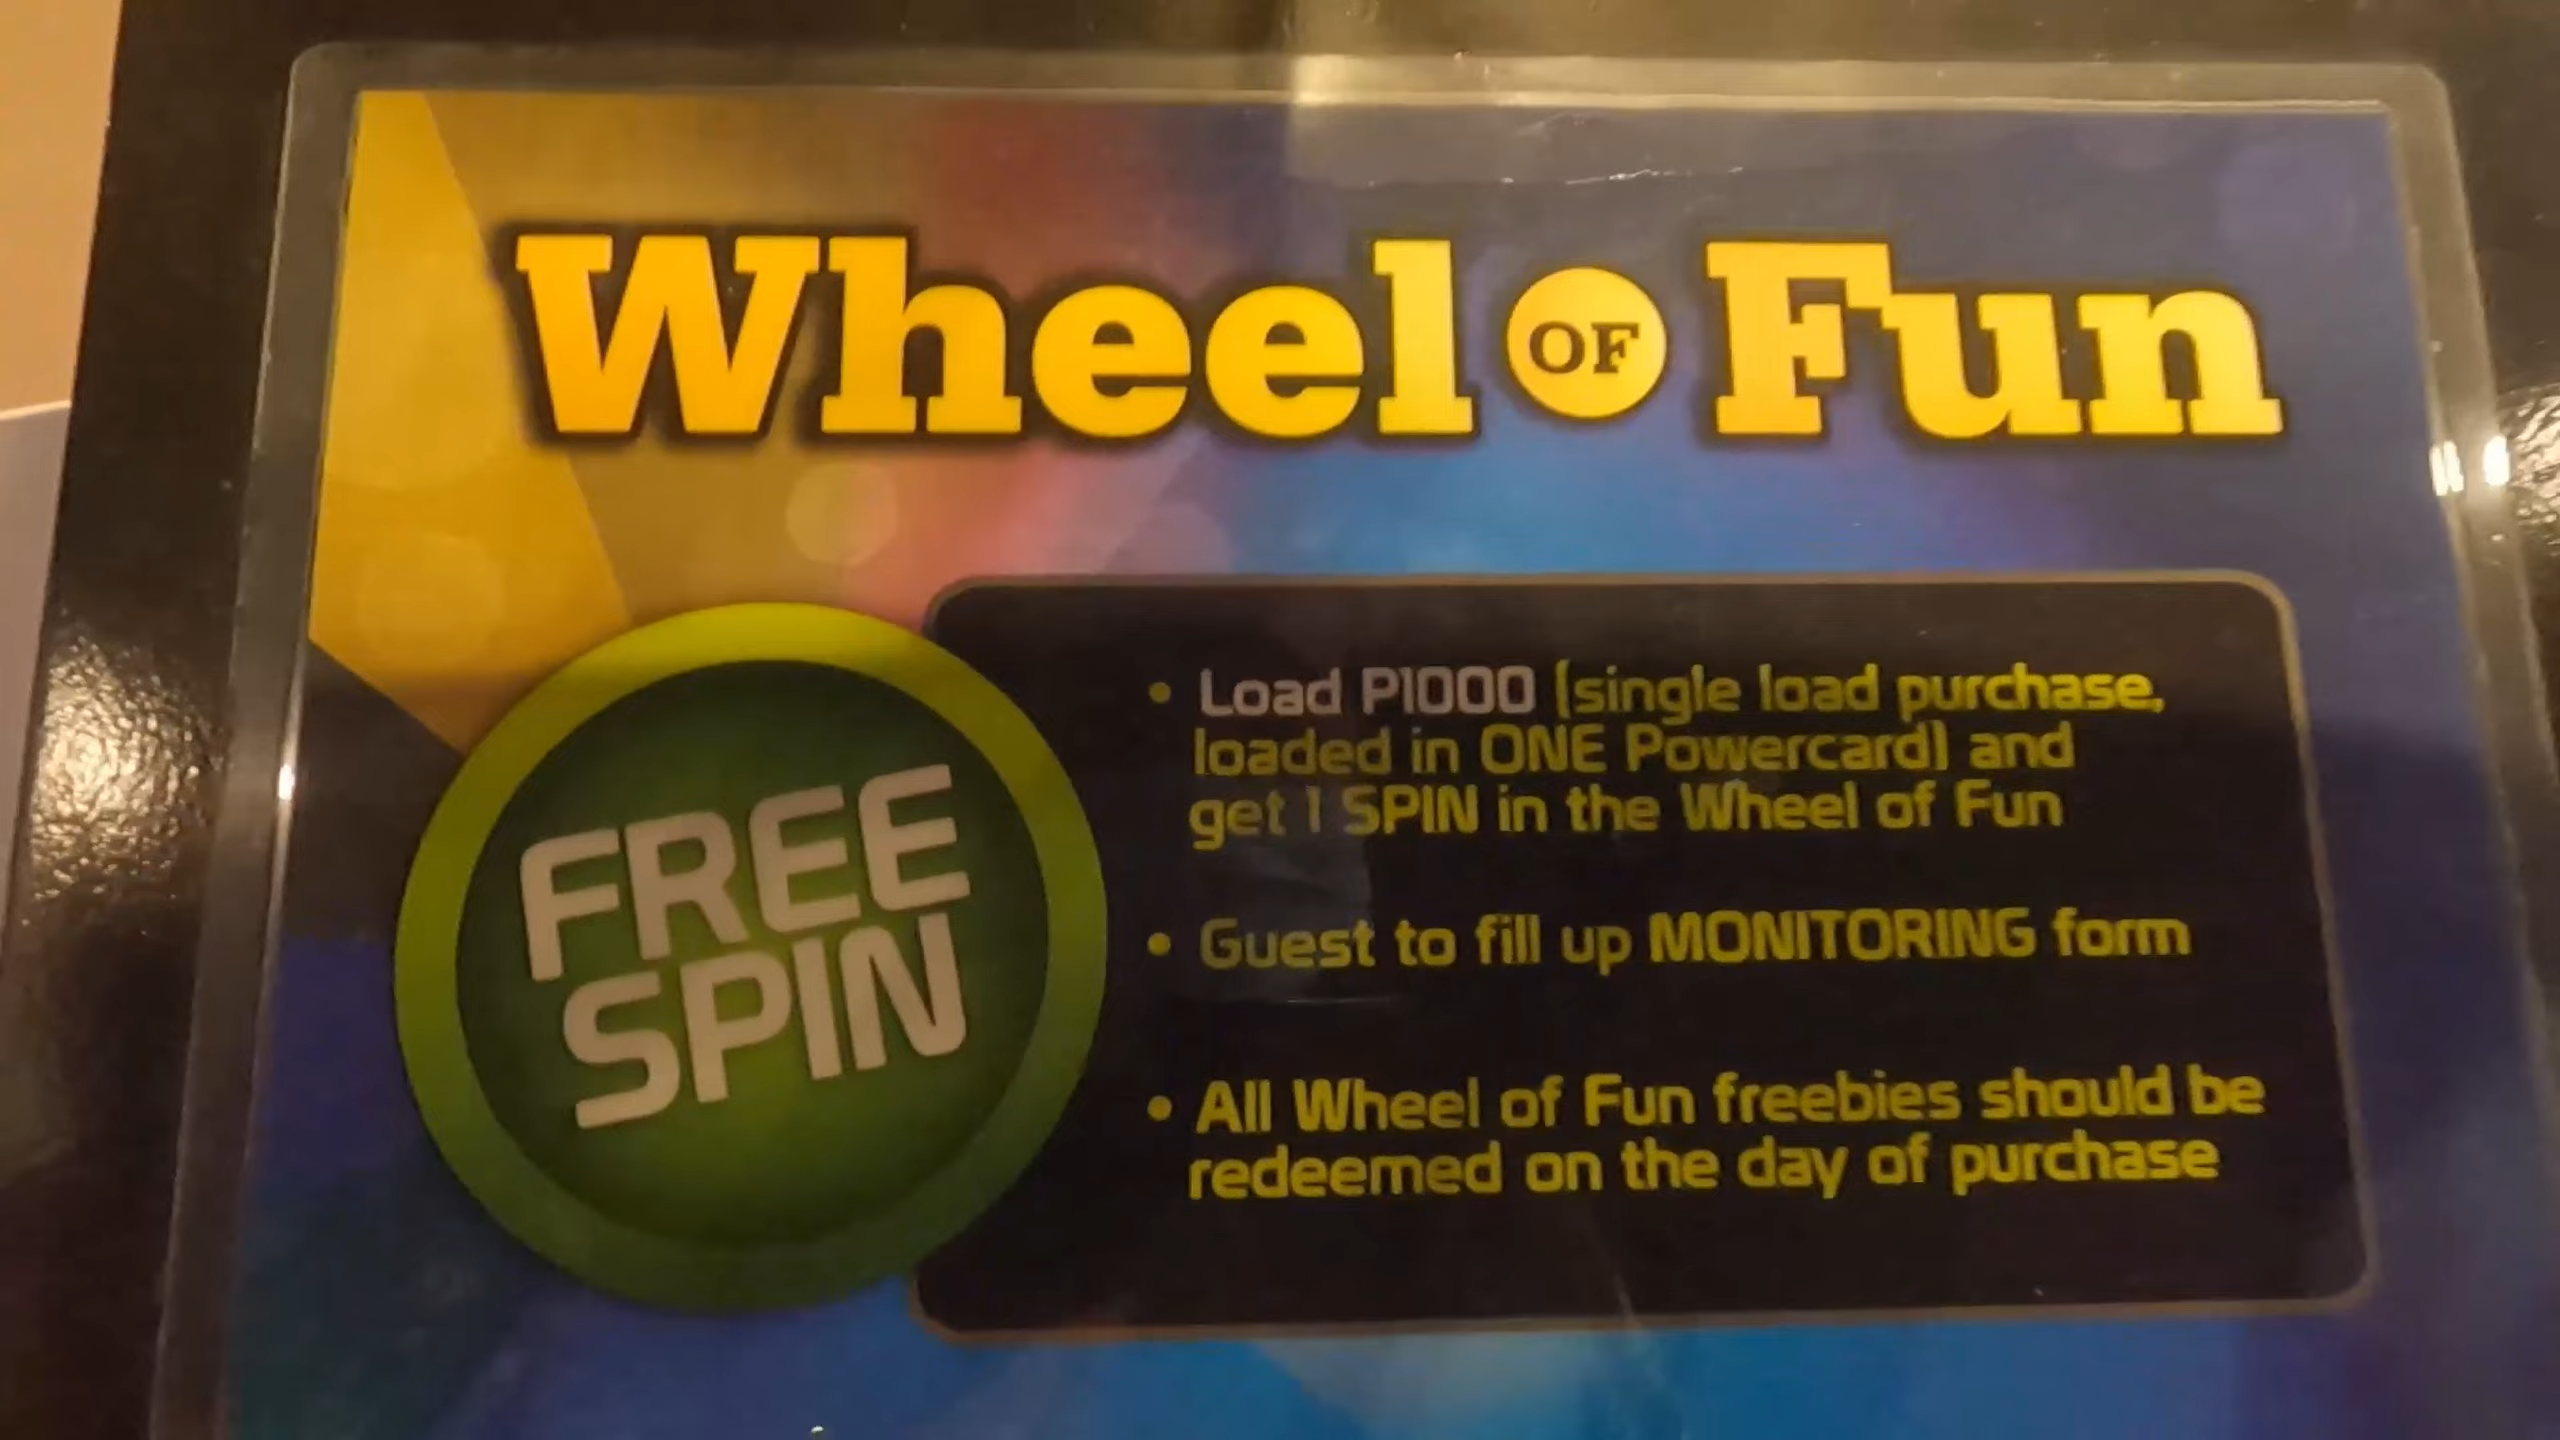 Wheel OF Fun
FREE
SPIN
• Load P1000 (single load purchase,
loaded in ONE Powercard) and
get 1 SPIN in the Wheel of Fun
• Guest to fill up MONITORING form
• All Wheel of Fun freebies should be
redeemed on the day of purchase